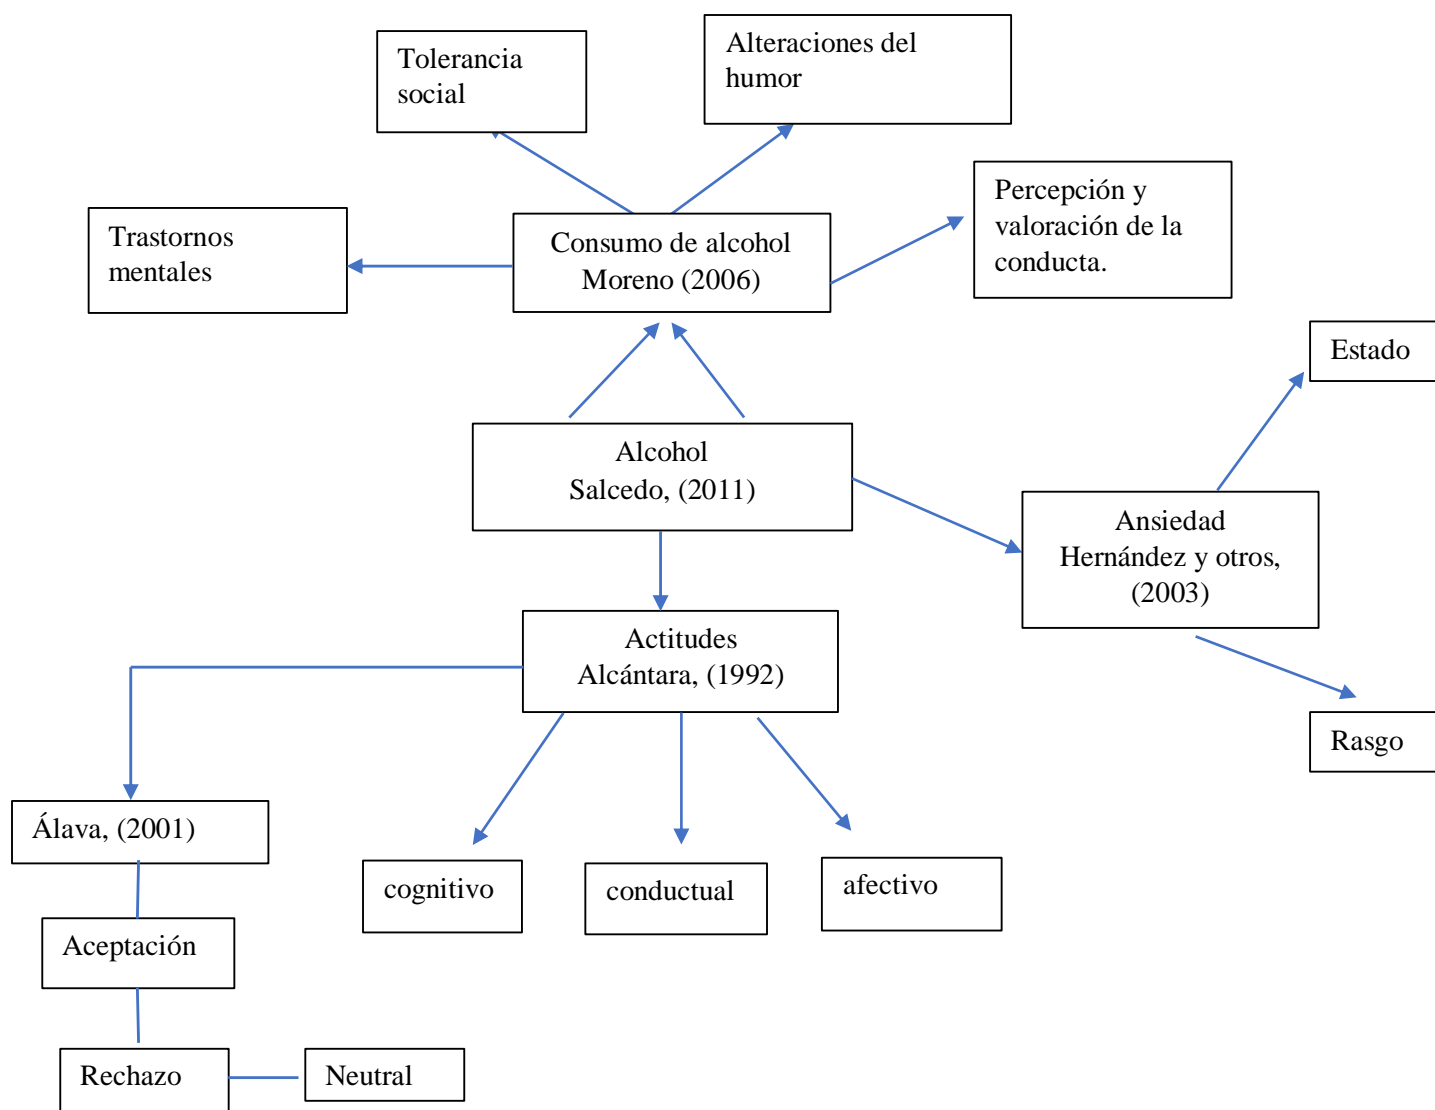 Tolerancia
social
Alteraciones del
humor
Trastornos
mentales
Consumo de alcohol
Moreno (2006)
Percepción y
valoración de la
conducta.
Estado
Alcohol
Salcedo, (2011)
Ansiedad
Hernández y otros,
(2003)
Actitudes
Alcántara, (1992)
Rasgo
Álava, (2001)
cognitivo
conductual
afectivo
Aceptación
Rechazo
Neutral